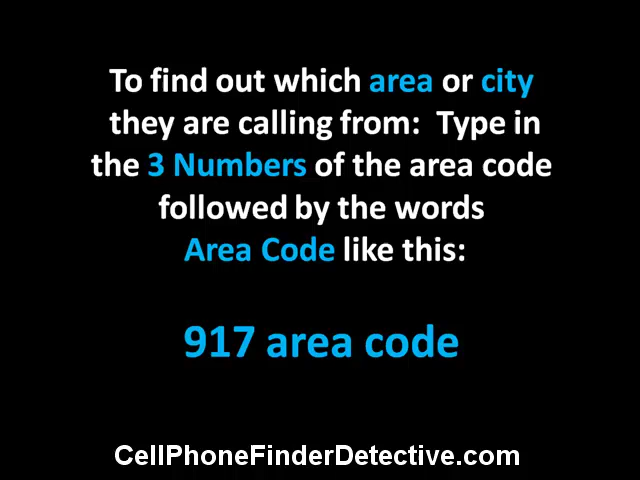 To find out which area or city
they are calling from:  Type in
the 3 Numbers of the area code
followed by the words
Area Code like this:
917 area code
CellPhoneFinderDetective.com